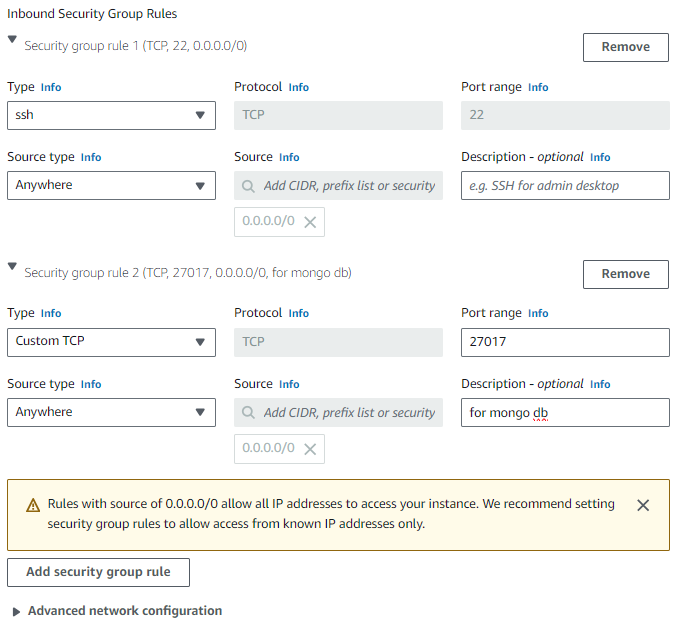 Inbound Security Group Rules
Security group rule 1 (TCP, 22, 0.0.0.0/0)
Remove
Type Info
Protocol Info
Port range Info
ssh
TCP
22
Source type Info
Source Info
Description - optional Info
Anywhere
Add CIDR, prefix list or security
e.g. SSH for admin desktop
0.0.0.0/0
Security group rule 2 (TCP, 27017, 0.0.0.0/0, for mongo db)
Remove
Type Info
Protocol Info
Port range Info
Custom TCP
TCP
27017
Source type Info
Source Info
Description - optional Info
Anywhere
Add CIDR, prefix list or security
for mongo db
0.0.0.0/0
Rules with source of 0.0.0.0/0 allow all IP addresses to access your instance. We recommend setting
security group rules to allow access from known IP addresses only.
Add security group rule
Advanced network configuration